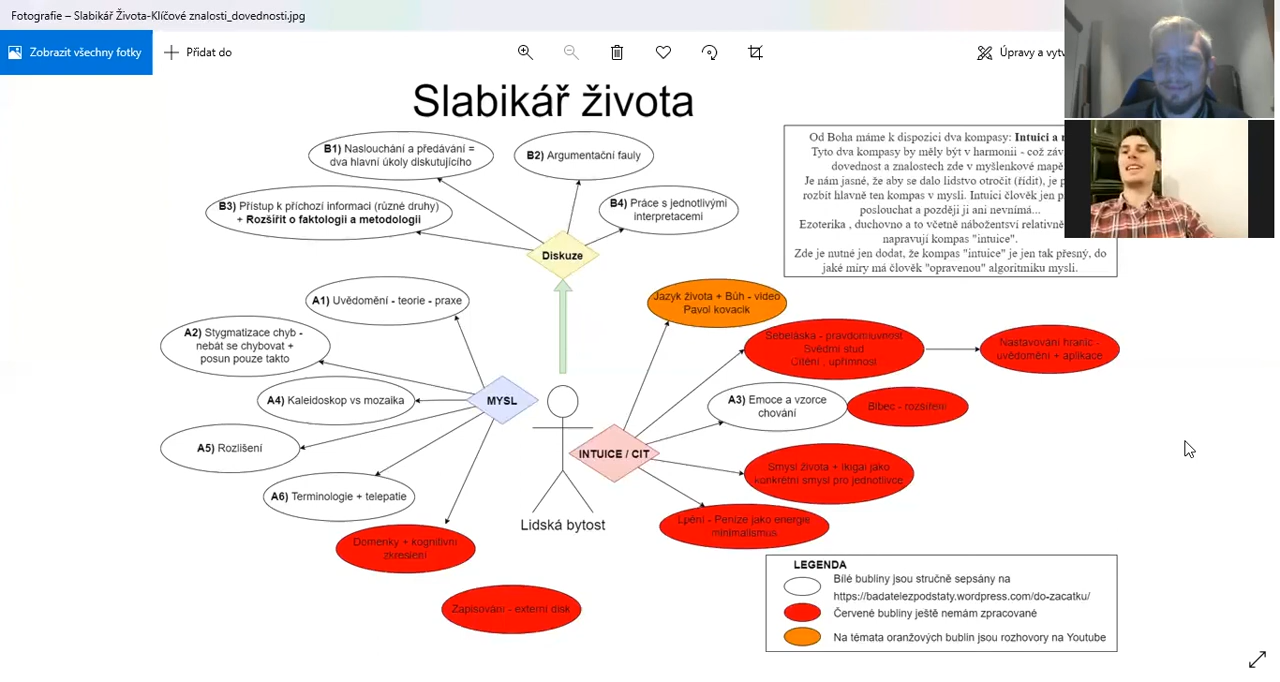 Fotografie – Slabikář Života-Klíčové znalosti_dovednosti.jpg
Zobrazit všechny fotky
Přidat do
Úpravy a vytv
Slabikář života
B1) Naslouchání a předávání =
dva hlavní úkoly diskutujícího
B2) Argumentační fauly
B3) Přístup k příchozí informaci (různé druhy)
+ Rozšířit o faktologii a metodologii
B4) Práce s jednotlivými
interpretacemi
Diskuze
Od Boha máme k dispozici dva kompasy: Intuici a
Tyto dva kompasy by měly být v harmonii - což
dovednost a znalostech zde v myšlenkové
Je nám jasné, že aby se dalo lidstvo otročit (řídit), je
rozbít hlavně ten kompas v mysli. Intuici člověk jen
poslouchat a později ji ani nevnímá...
Ezoterika , duchovno a to včetně náboženství relativně
napravují kompas "intuice".
Zde je nutné jen dodat, že kompas "intuice" je jen tak přesný, do
jaké míry má člověk "opravenou" algoritmiku mysli.
A1) Uvědomění - teorie - praxe
A2) Stygmatizace chyb -
nebát se chybovat +
posun pouze takto
A4) Kaleidoskop vs mozaika
A5) Rozlišení
A6) Terminologie + telepatie
Doměnky + kognitivní
zkreslení
Zapisování - externí disk
MYSL
INTUICE / CIT
Lidská bytost
Jazyk života + Bůh - video
Pavol kovacik
Sebeláska - pravdomluvnost
Svědmí stud
Cítění , upřímnost
Nastavování hranic -
uvědomění + aplikace
A3) Emoce a vzorce
chování
Blbec - rozšíření
Smysl života + Ikigai jako
konkrétní smysl pro jednotlivce
Lpění - Peníze jako energie
minimalismus
LEGENDA
Bílé bubliny jsou stručně sepsány na
https://badatelezpodstaty.wordpress.com/do-zacatku/
Červené bubliny ještě nemám zpracované
Na témata oranžových bublin jsou rozhovory na Youtube